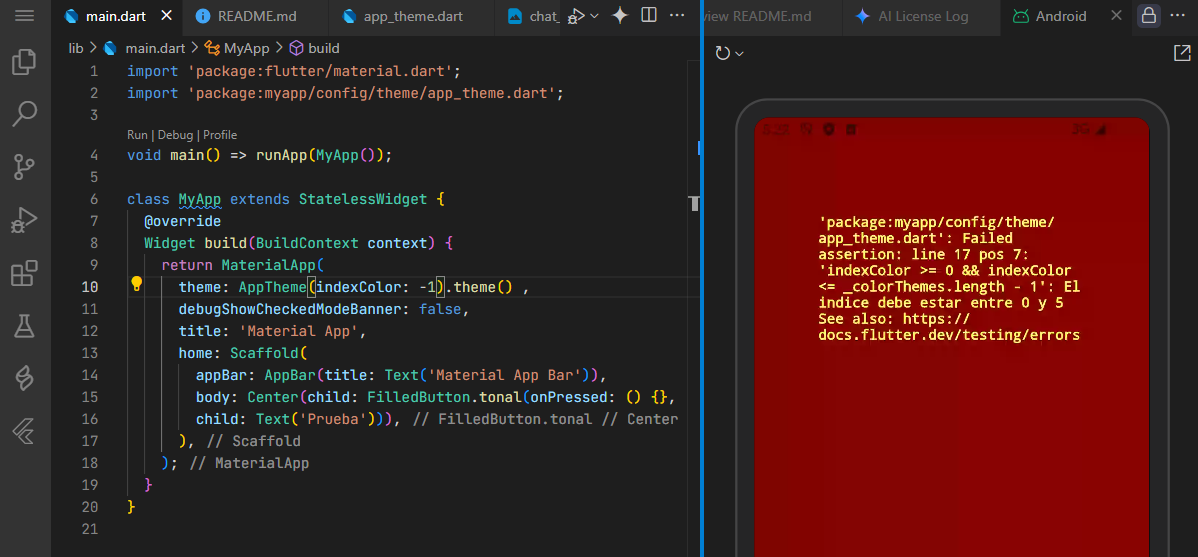 main.dart
README.md
app_theme.dart
chat_
view README.md
AI License Log
Android
lib > main.dart > MyApp > build
1 import 'package:flutter/material.dart';
2 import 'package:myapp/config/theme/app_theme.dart';
3
Run | Debug | Profile
4 void main() => runApp(MyApp());
5
6 class MyApp extends StatelessWidget {
7 @override
8 Widget build(BuildContext context) {
9 return MaterialApp(
10 theme: AppTheme(indexColor: -1).theme() ,
11 debugShowCheckedModeBanner: false,
12 title: 'Material App',
13 home: Scaffold(
14 appBar: AppBar(title: Text('Material App Bar')),
15 body: Center(child: FilledButton.tonal(onPressed: () {},
16 child: Text('Prueba'))), // FilledButton.tonal // Center
17 ), // Scaffold
18 ); // MaterialApp
19 }
20 }
21
3G
'package:myapp/config/theme/
app_theme.dart': Failed
assertion: line 17 pos 7:
'indexColor >= 0 && indexColor
<= _colorThemes.length - 1': El
indice debe estar entre 0 y 5
See also: https://
docs.flutter.dev/testing/errors